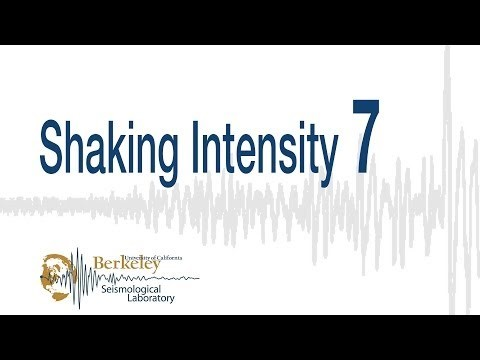 Shaking Intensity 7
University of California
Berkeley
Seismological
Laboratory